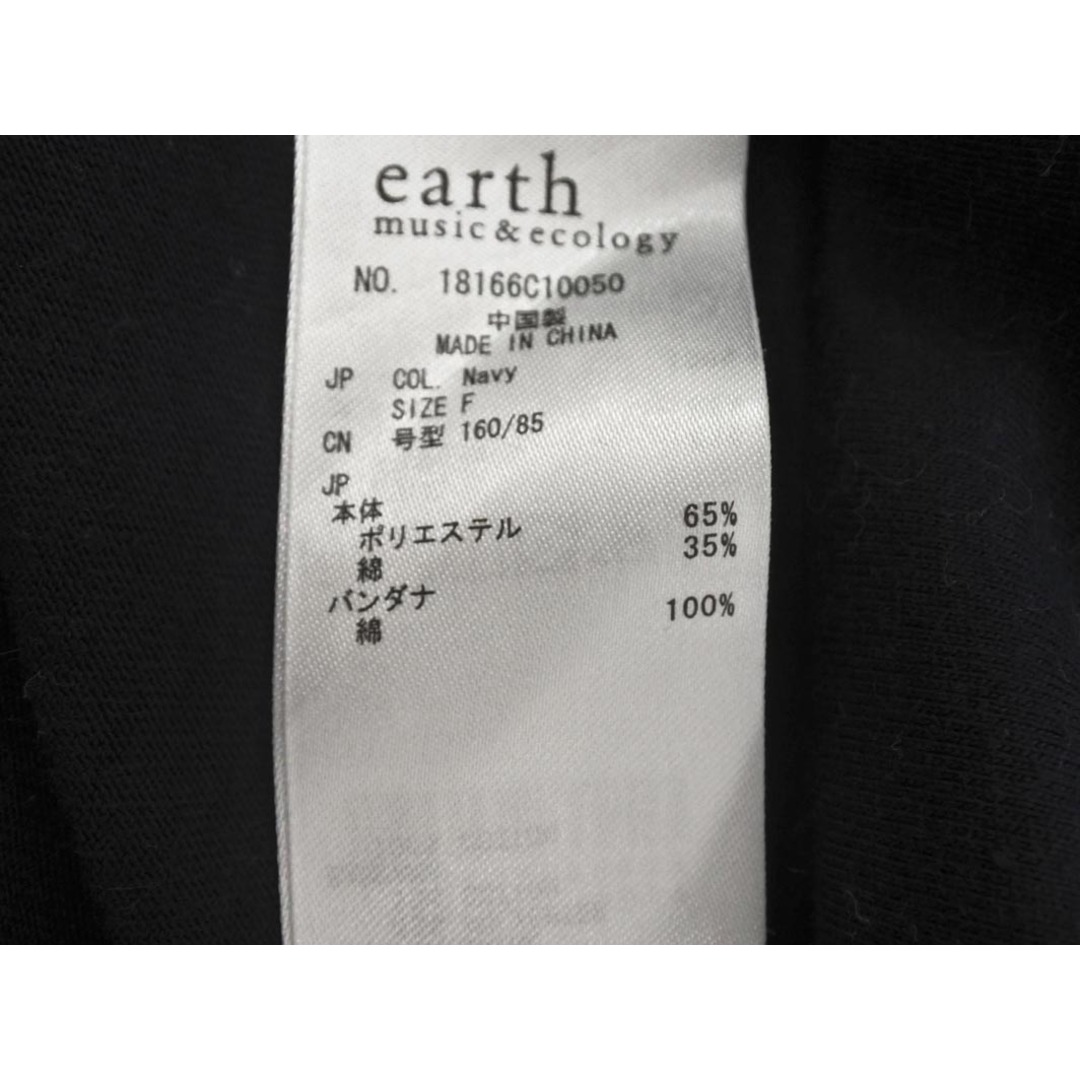 earth
music & ecology
NO. 18166C10050
中国製
MADE IN CHINA
JP COL. Navy
SIZE F
CN 号型 160/85
JP
本体
ポリエステル 65%
綿 35%
バンダナ
綿 100%